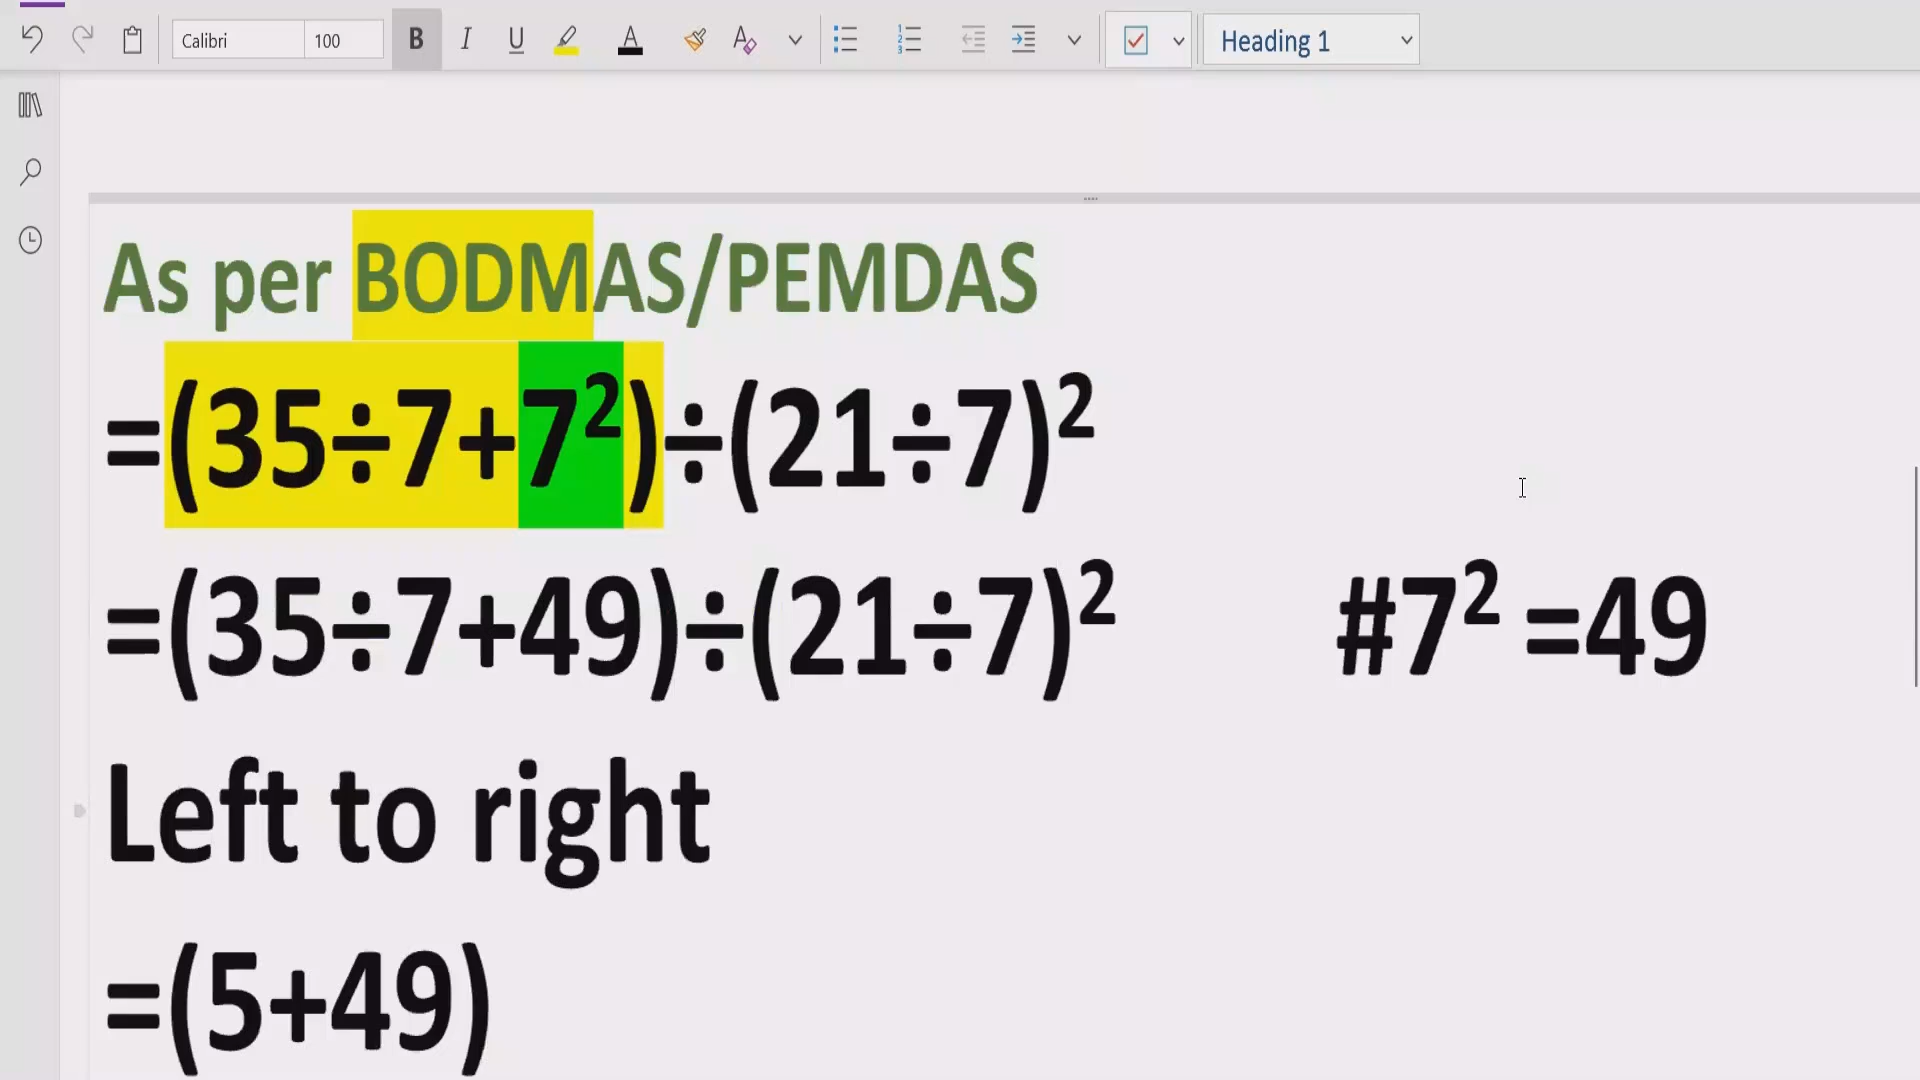 Calibri 100 B I U A A Heading 1
As per BODMAS/PEMDAS
=(35÷7+7²)÷(21÷7)²
=(35÷7+49)÷(21÷7)² #7² =49
Left to right
=(5+49)